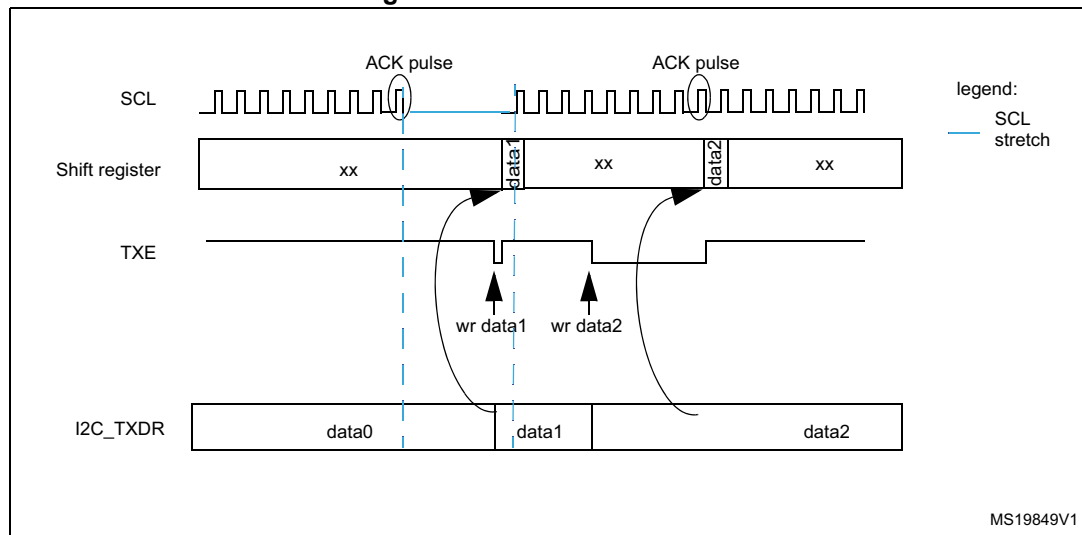 ACK pulse
ACK pulse
legend:
SCL
SCL
stretch
Shift register
xx
data1
xx
data2
xx
TXE
wr data1
wr data2
I2C_TXDR
data0
data1
data2
MS19849V1